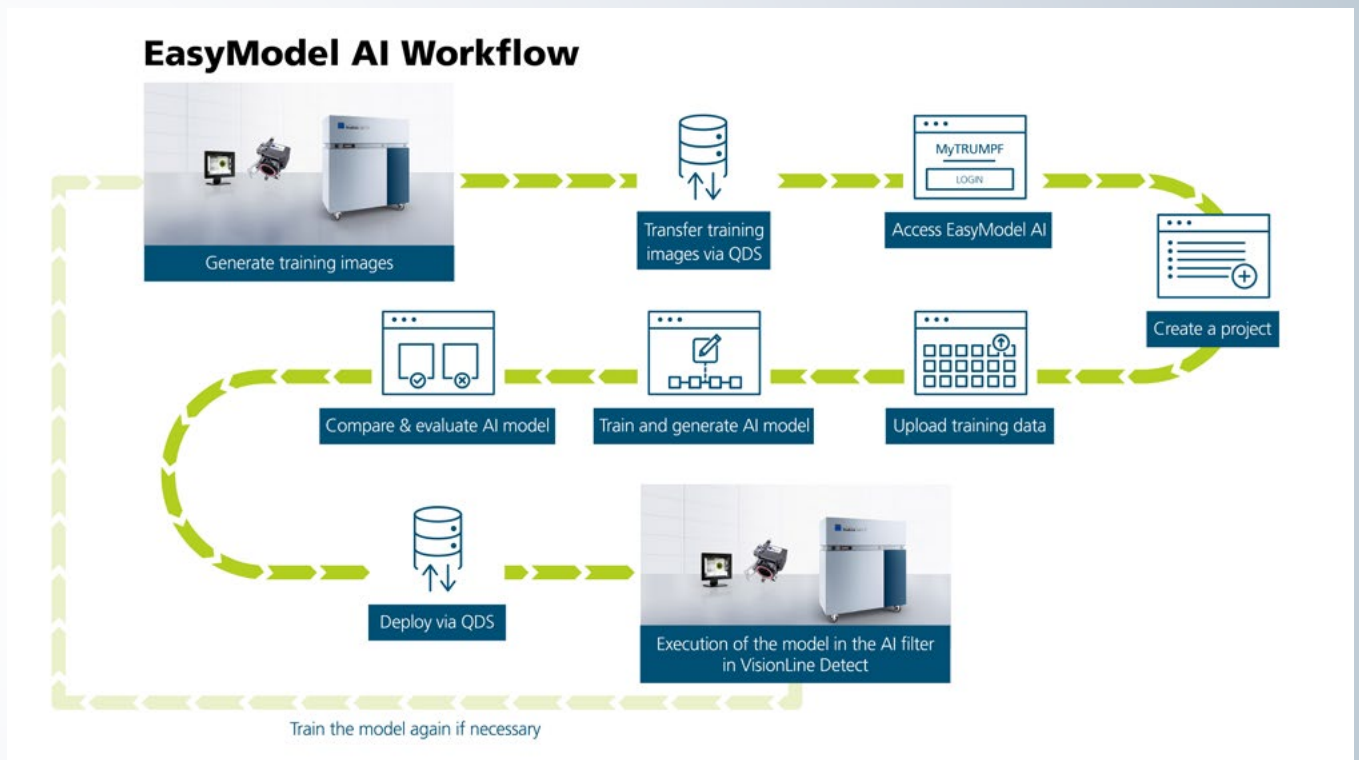 EasyModel AI Workflow
Generate training images
Transfer training
images via QDS
MyTRUMPF
LOGIN
Access EasyModel AI
Create a project
Upload training data
Train and generate AI model
Compare & evaluate AI model
Deploy via QDS
Execution of the model in the AI filter
in VisionLine Detect
Train the model again if necessary